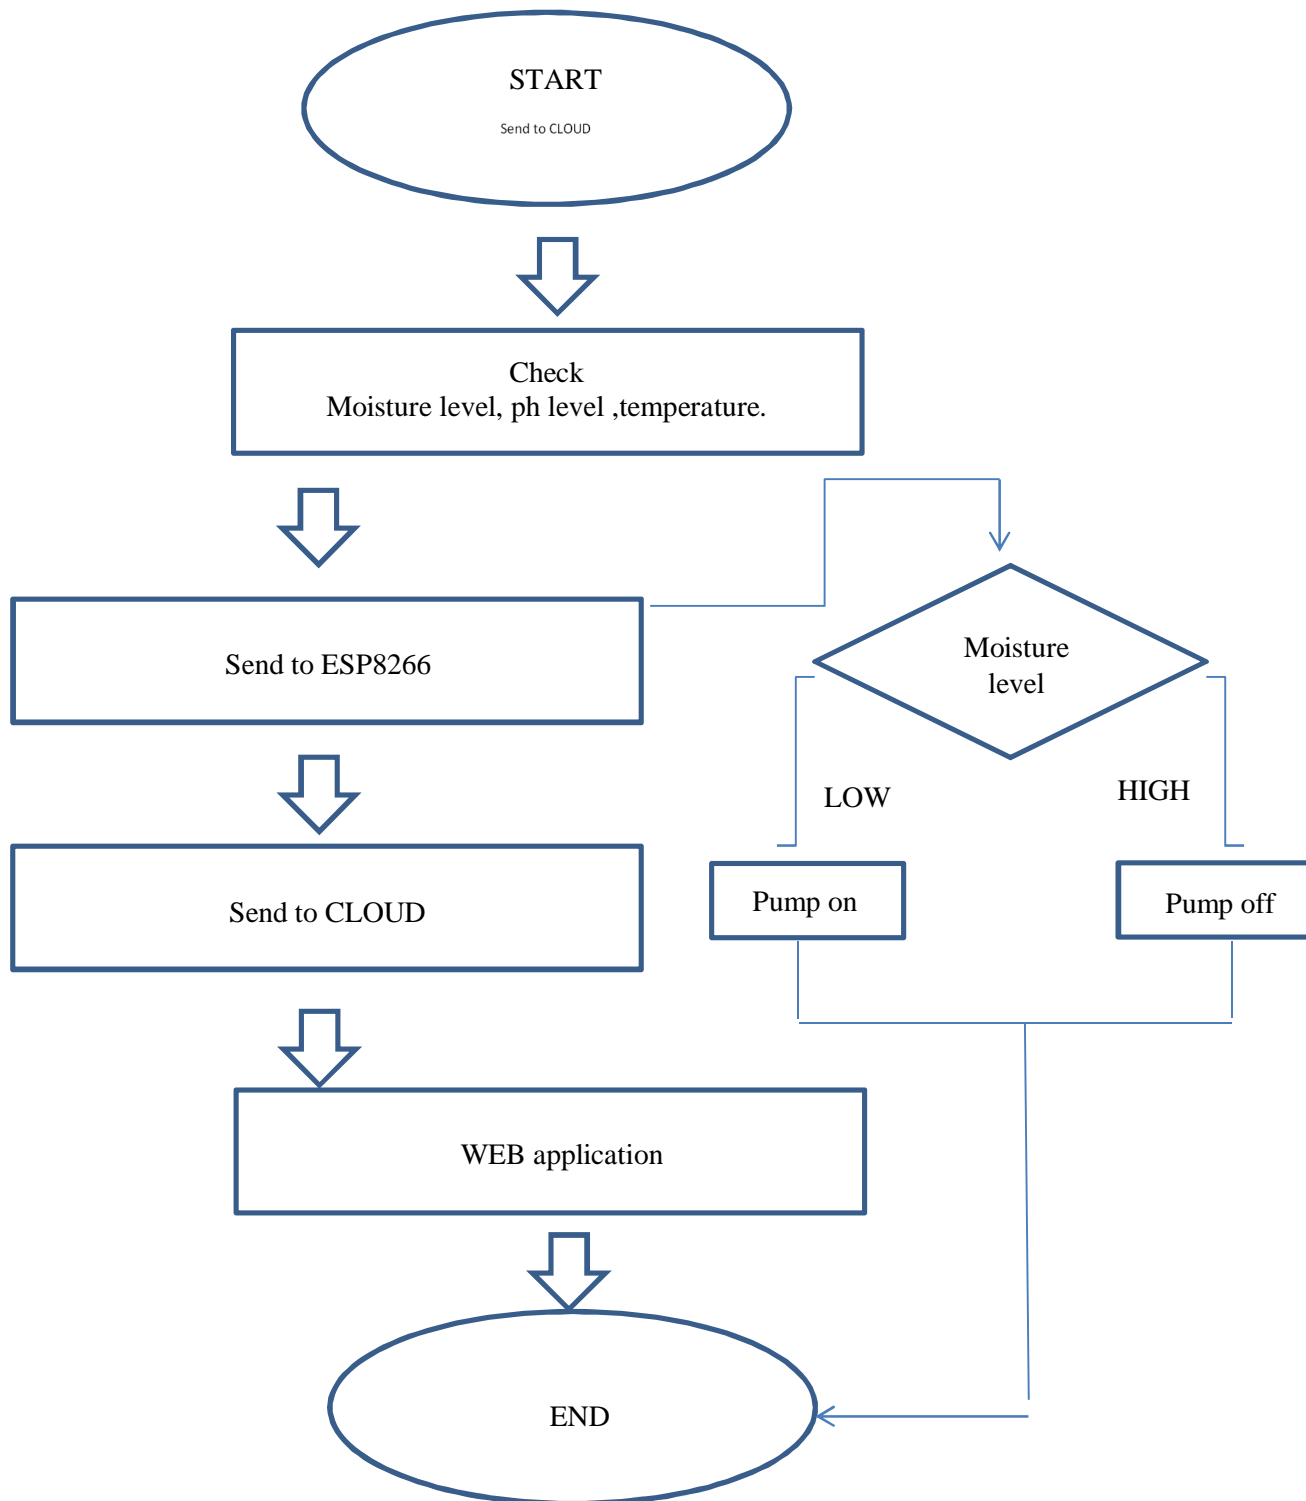 START
Send to CLOUD
Check
Moisture level, ph level ,temperature.
Send to ESP8266
Moisture
level
LOW
HIGH
Send to CLOUD
Pump on
Pump off
WEB application
END